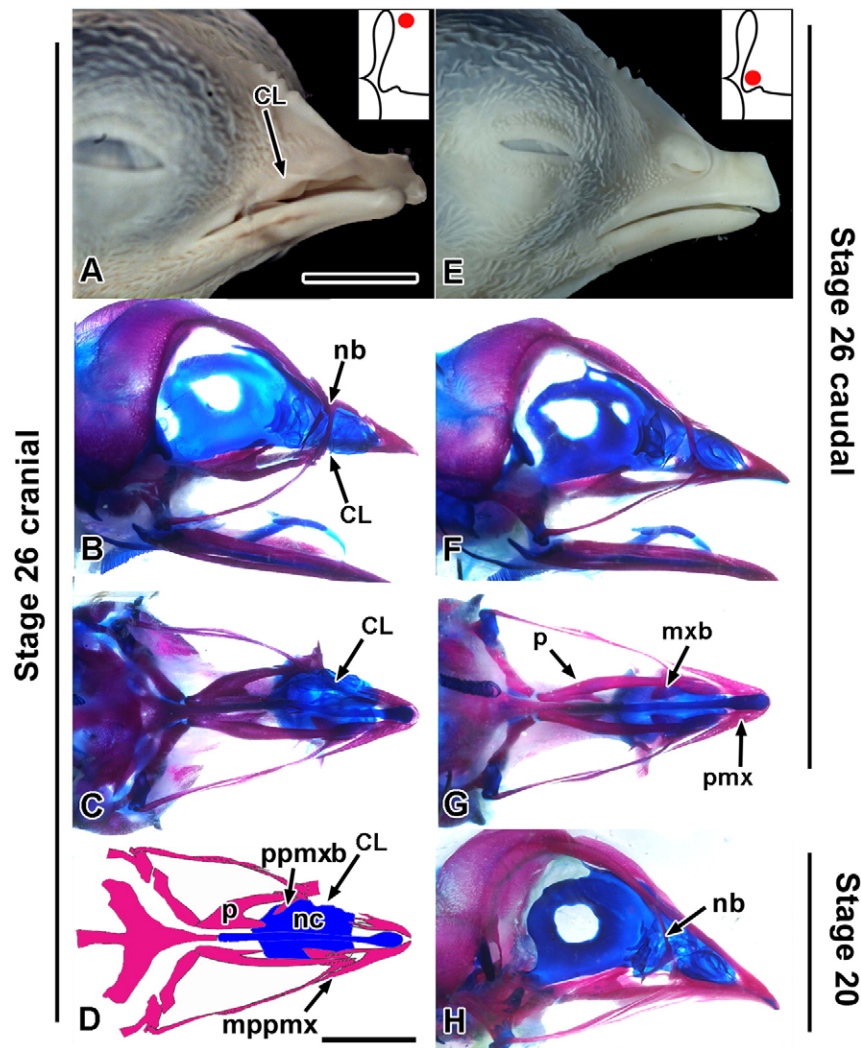 Stage 26 cranial
CL
A
E
nb
CL
B
F
CL
C
p
mxb
pmx
G
ppmxb
CL
p
nc
mppmx
D
nb
H
Stage 26 caudal
Stage 20